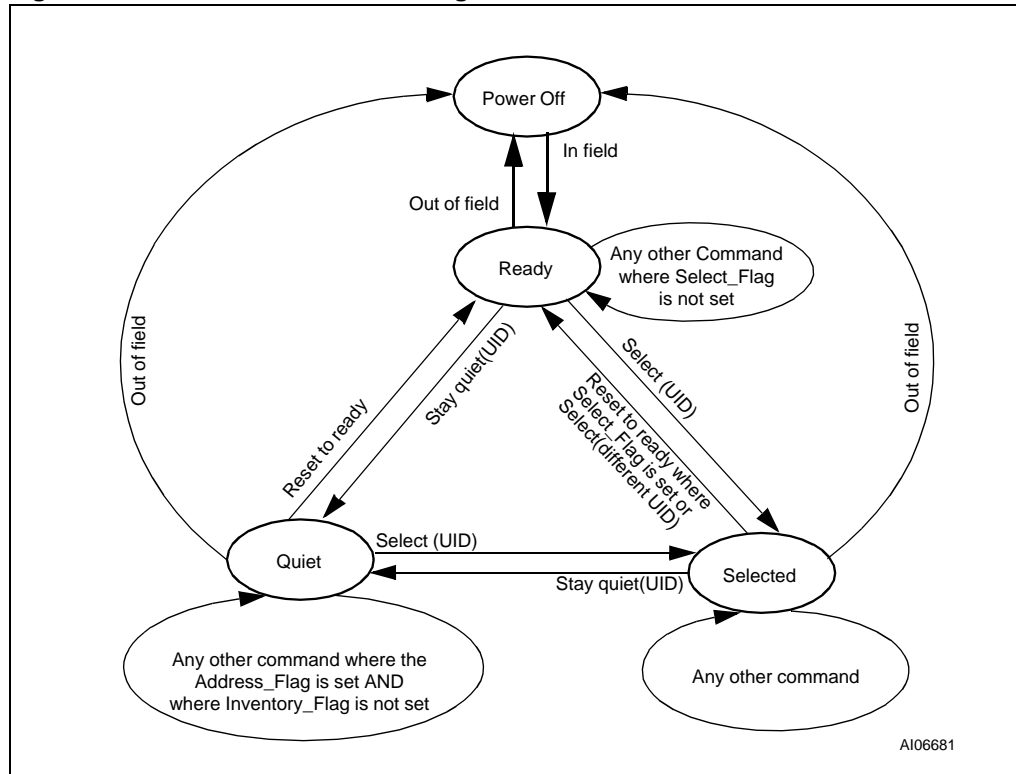 Power Off
In field
Out of field
Ready
Any other Command
where Select_Flag
is not set
Out of field
Reset to ready
Stay quiet(UID)
Select (UID)
Reset to ready where
Select_Flag is set or
Select(different UID)
Out of field
Quiet
Select (UID)
Stay quiet(UID)
Selected
Any other command where the
Address_Flag is set AND
where Inventory_Flag is not set
Any other command
AI06681